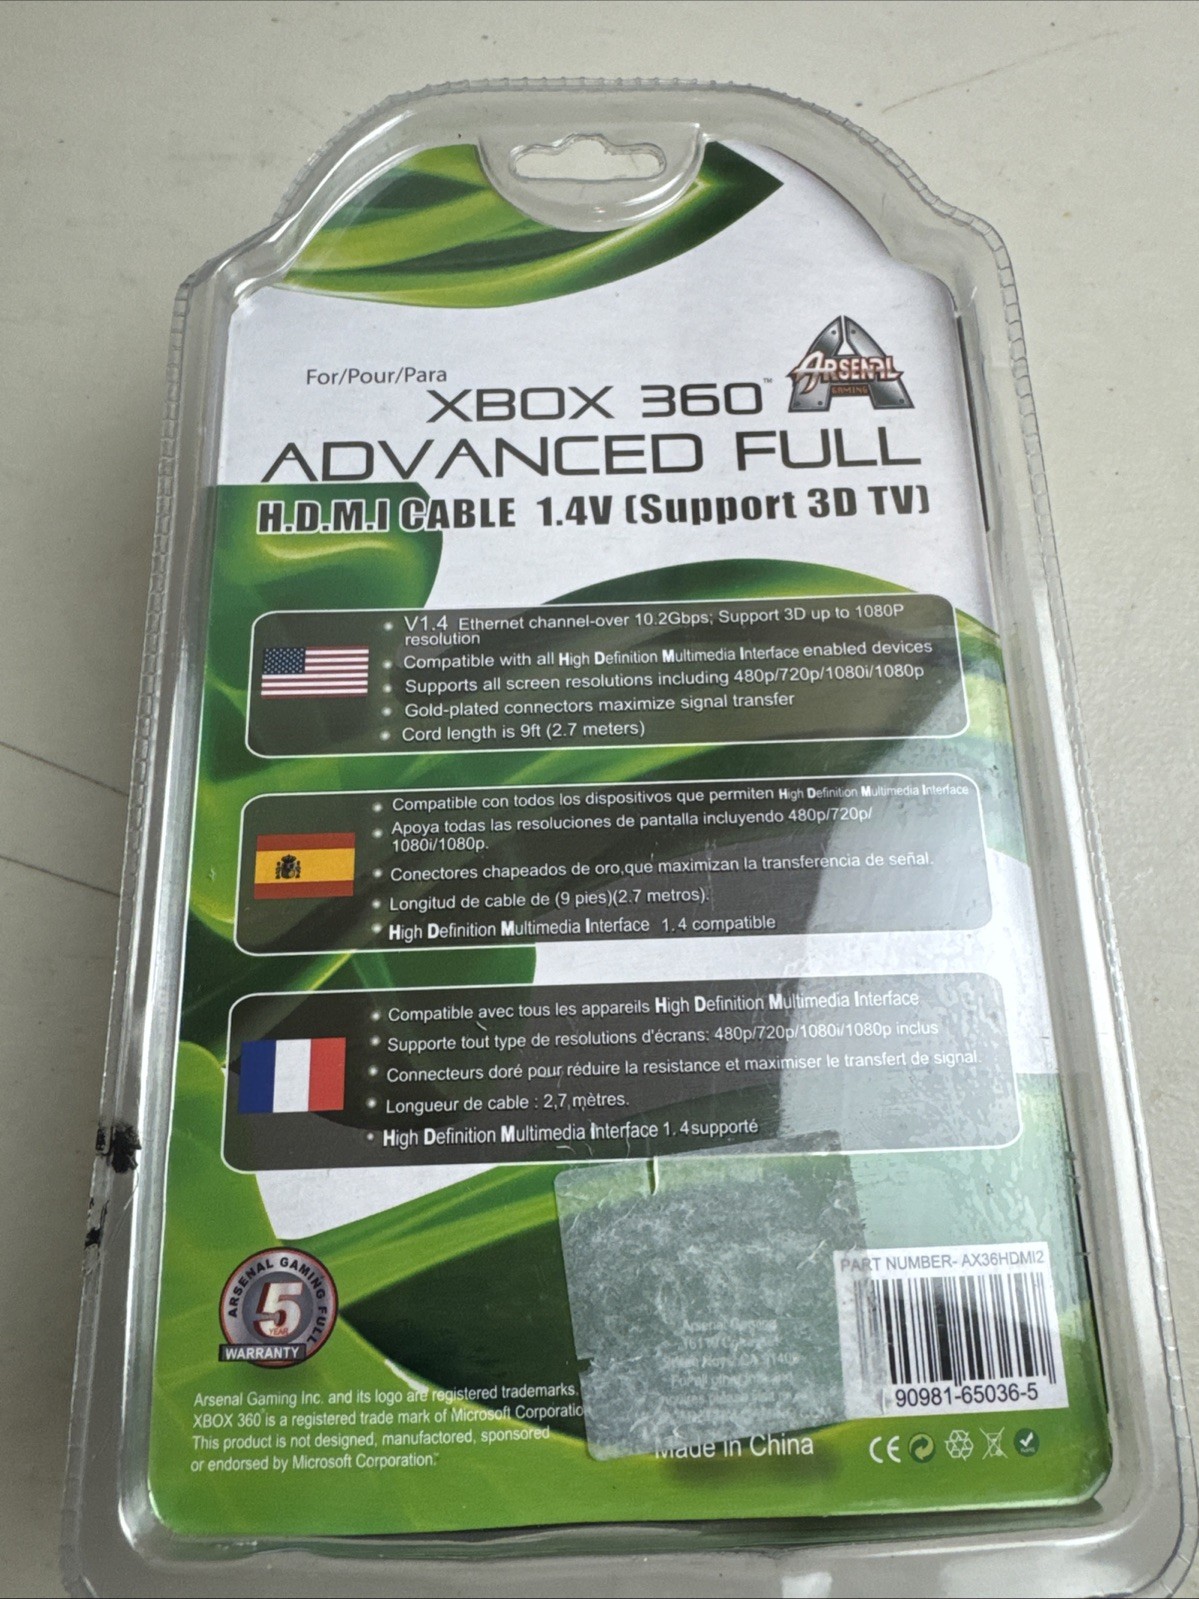 For/Pour/Para
XBOX 360™
ARSENAL
GAMING
ADVANCED FULL
H.D.M.I CABLE 1.4V (Support 3D TV)
• V1.4 Ethernet channel-over 10.2Gbps; Support 3D up to 1080P
resolution
• Compatible with all High Definition Multimedia Interface enabled devices
• Supports all screen resolutions including 480p/720p/1080i/1080p
• Gold-plated connectors maximize signal transfer
• Cord length is 9ft (2.7 meters)
• Compatible con todos los dispositivos que permiten High Definition Multimedia Interface
• Apoya todas las resoluciones de pantalla incluyendo 480p/720p/
1080i/1080p.
• Conectores chapeados de oro,que maximizan la transferencia de señal.
• Longitud de cable de (9 pies)(2.7 metros).
• High Definition Multimedia Interface 1.4 compatible
• Compatible avec tous les appareils High Definition Multimedia Interface
• Supporte tout type de resolutions d'écrans: 480p/720p/1080i/1080p inclus
• Connecteurs doré pour réduire la resistance et maximiser le transfert de signal.
• Longueur de cable : 2,7 mètres.
• High Definition Multimedia Interface 1.4 supporté
PART NUMBER- AX36HDMI2
90981-65036-5
ARSENAL GAMING FULL
5
YEAR
WARRANTY
Arsenal Gaming
CA
Arsenal Gaming Inc. and its logo are registered trademarks.
XBOX 360 is a registered trade mark of Microsoft Corporatio
This product is not designed, manufactored, sponsored
or endorsed by Microsoft Corporation.
Made in China
CE